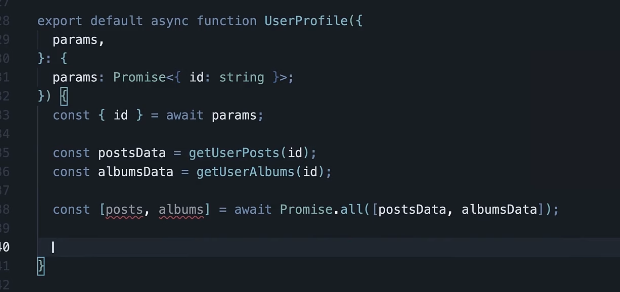 28 export default async function UserProfile({
29 params,
30 }: {
31 params: Promise<{ id: string }>;
32 }) {
33 const { id } = await params;
34
35 const postsData = getUserPosts(id);
36 const albumsData = getUserAlbums(id);
37
38 const [posts, albums] = await Promise.all([postsData, albumsData]);
39
40
41 }
42